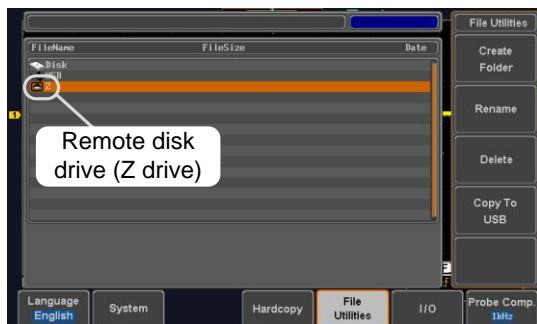 File Utilities
FileName FileSize Date
Disk
USB
Z
Create
Folder
Rename
Delete
Copy To
USB
1
Remote disk
drive (Z drive)
F
f
Language
English
System
Hardcopy
File
Utilities
I/O
Probe Comp.
1kHz